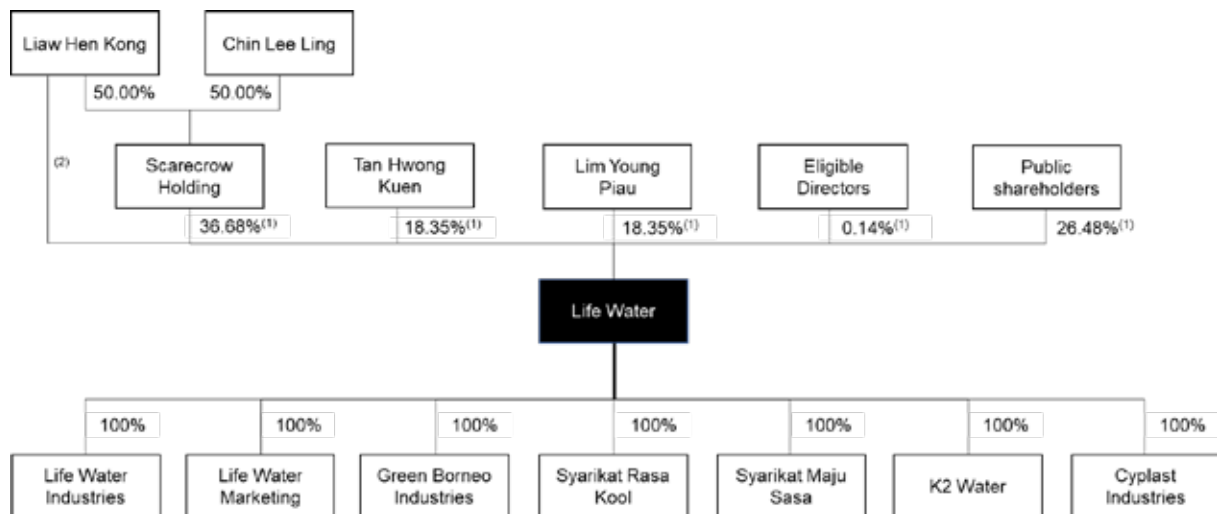 Liaw Hen Kong
Chin Lee Ling
50.00%
50.00%
(2)
Scarecrow
Holding
Tan Hwong
Kuen
Lim Young
Piau
Eligible
Directors
Public
shareholders
36.68%(1)
18.35%(1)
18.35%(1)
0.14%(1)
26.48%(1)
Life Water
100%
100%
100%
100%
100%
100%
100%
Life Water
Industries
Life Water
Marketing
Green Borneo
Industries
Syarikat Rasa
Kool
Syarikat Maju
Sasa
K2 Water
Cyplast
Industries